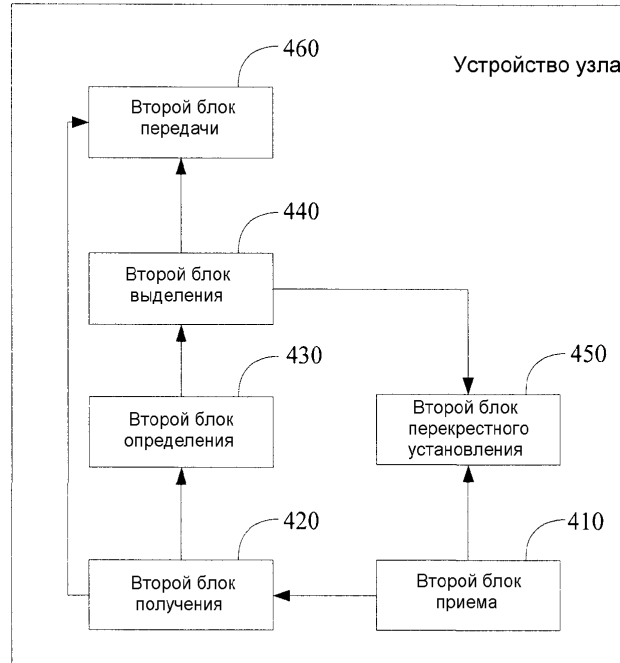 460
Устройство узла
Второй блок
передачи
440
Второй блок
выделения
430
450
Второй блок
определения
Второй блок
перекрестного
установления
420
410
Второй блок
получения
Второй блок
приема